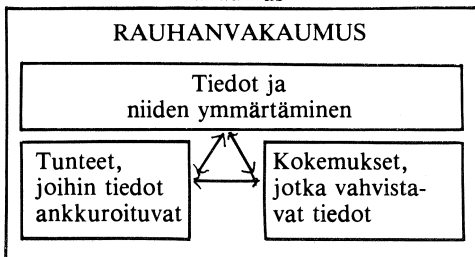 RAUHANVAKAUMUS
Tiedot ja
niiden ymmärtäminen
Tunteet,
joihin tiedot
ankkuroituvat
Kokemukset,
jotka vahvista-
vat tiedot